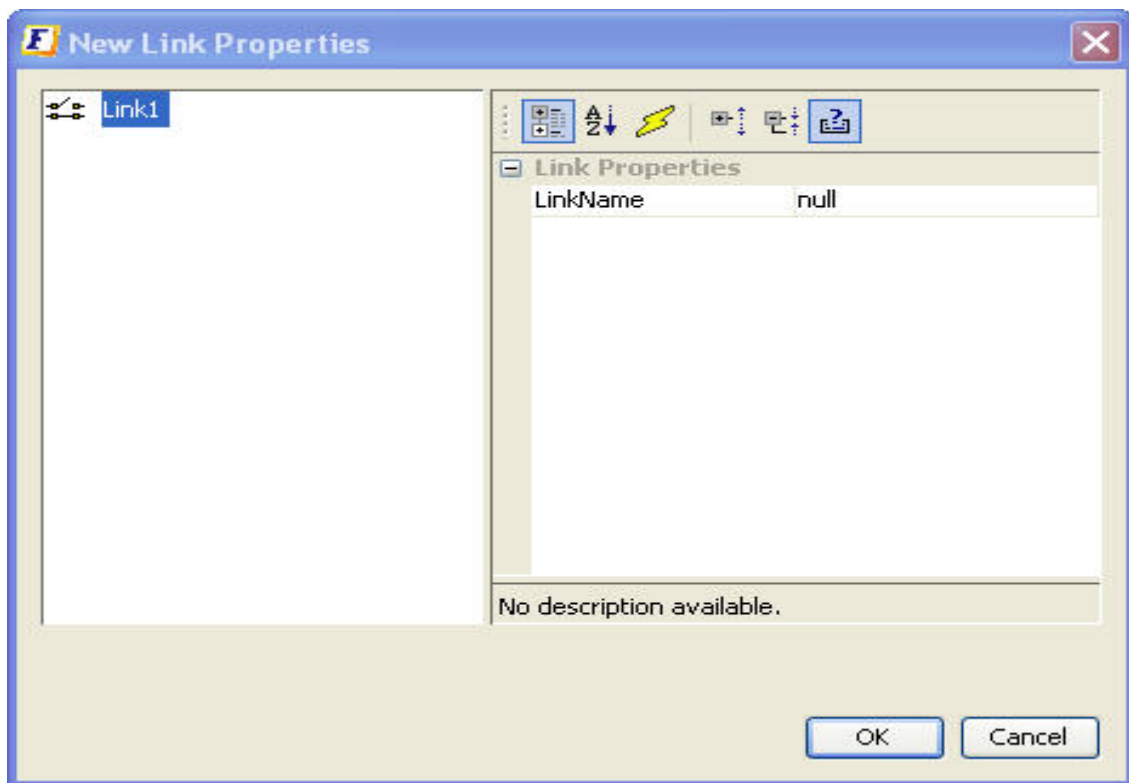 New Link Properties
Link1
Link Properties
LinkName null
No description available.
OK Cancel